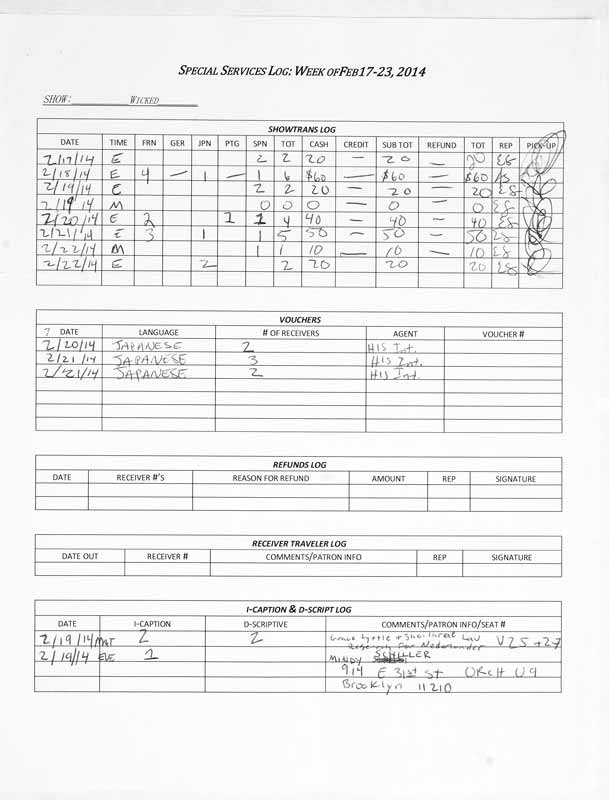 SPECIAL SERVICES LOG: WEEK OF FEB 17-23, 2014
SHOW: WICKED
SHOWTRANS LOG
DATE TIME FRN GER JPN PTG SPN TOT CASH CREDIT SUB TOT REFUND TOT REP PICK-UP
2/17/14 E 2 2 20 — 20 — 20 ES
2/18/14 E 4 — 1 — 1 6 $60 — $60 — $60
2/19/14 E 2 2 20 — 20 — 20 ES
2/19/14 M 0 0 0 — 0 — 0 ES
2/20/14 E 2 1 1 4 40 — 40 — 40 ES
2/21/14 E 3 1 1 5 50 — 50 — 50 ES
2/22/14 M 1 1 10 — 10 — 10 ES
2/22/14 E 2 2 20 20 20 ES
VOUCHERS
7 DATE LANGUAGE # OF RECEIVERS AGENT VOUCHER #
2/20/14 JAPANESE 2 HIS Int.
2/21/14 JAPANESE 3 HIS Int.
2/21/14 JAPANESE 2 HIS Int.
REFUNDS LOG
DATE RECEIVER #'S REASON FOR REFUND AMOUNT REP SIGNATURE
RECEIVER TRAVELER LOG
DATE OUT RECEIVER # COMMENTS/PATRON INFO REP SIGNATURE
I-CAPTION & D-SCRIPT LOG
DATE I-CAPTION D-SCRIPTIVE COMMENTS/PATRON INFO/SEAT #
2/19/14 MAT 2 2 Research for Nederlander V25+27
2/19/14 EVE 1 MINDY SCHILLER
914 E 31st St ORCH U9
Brooklyn 11210